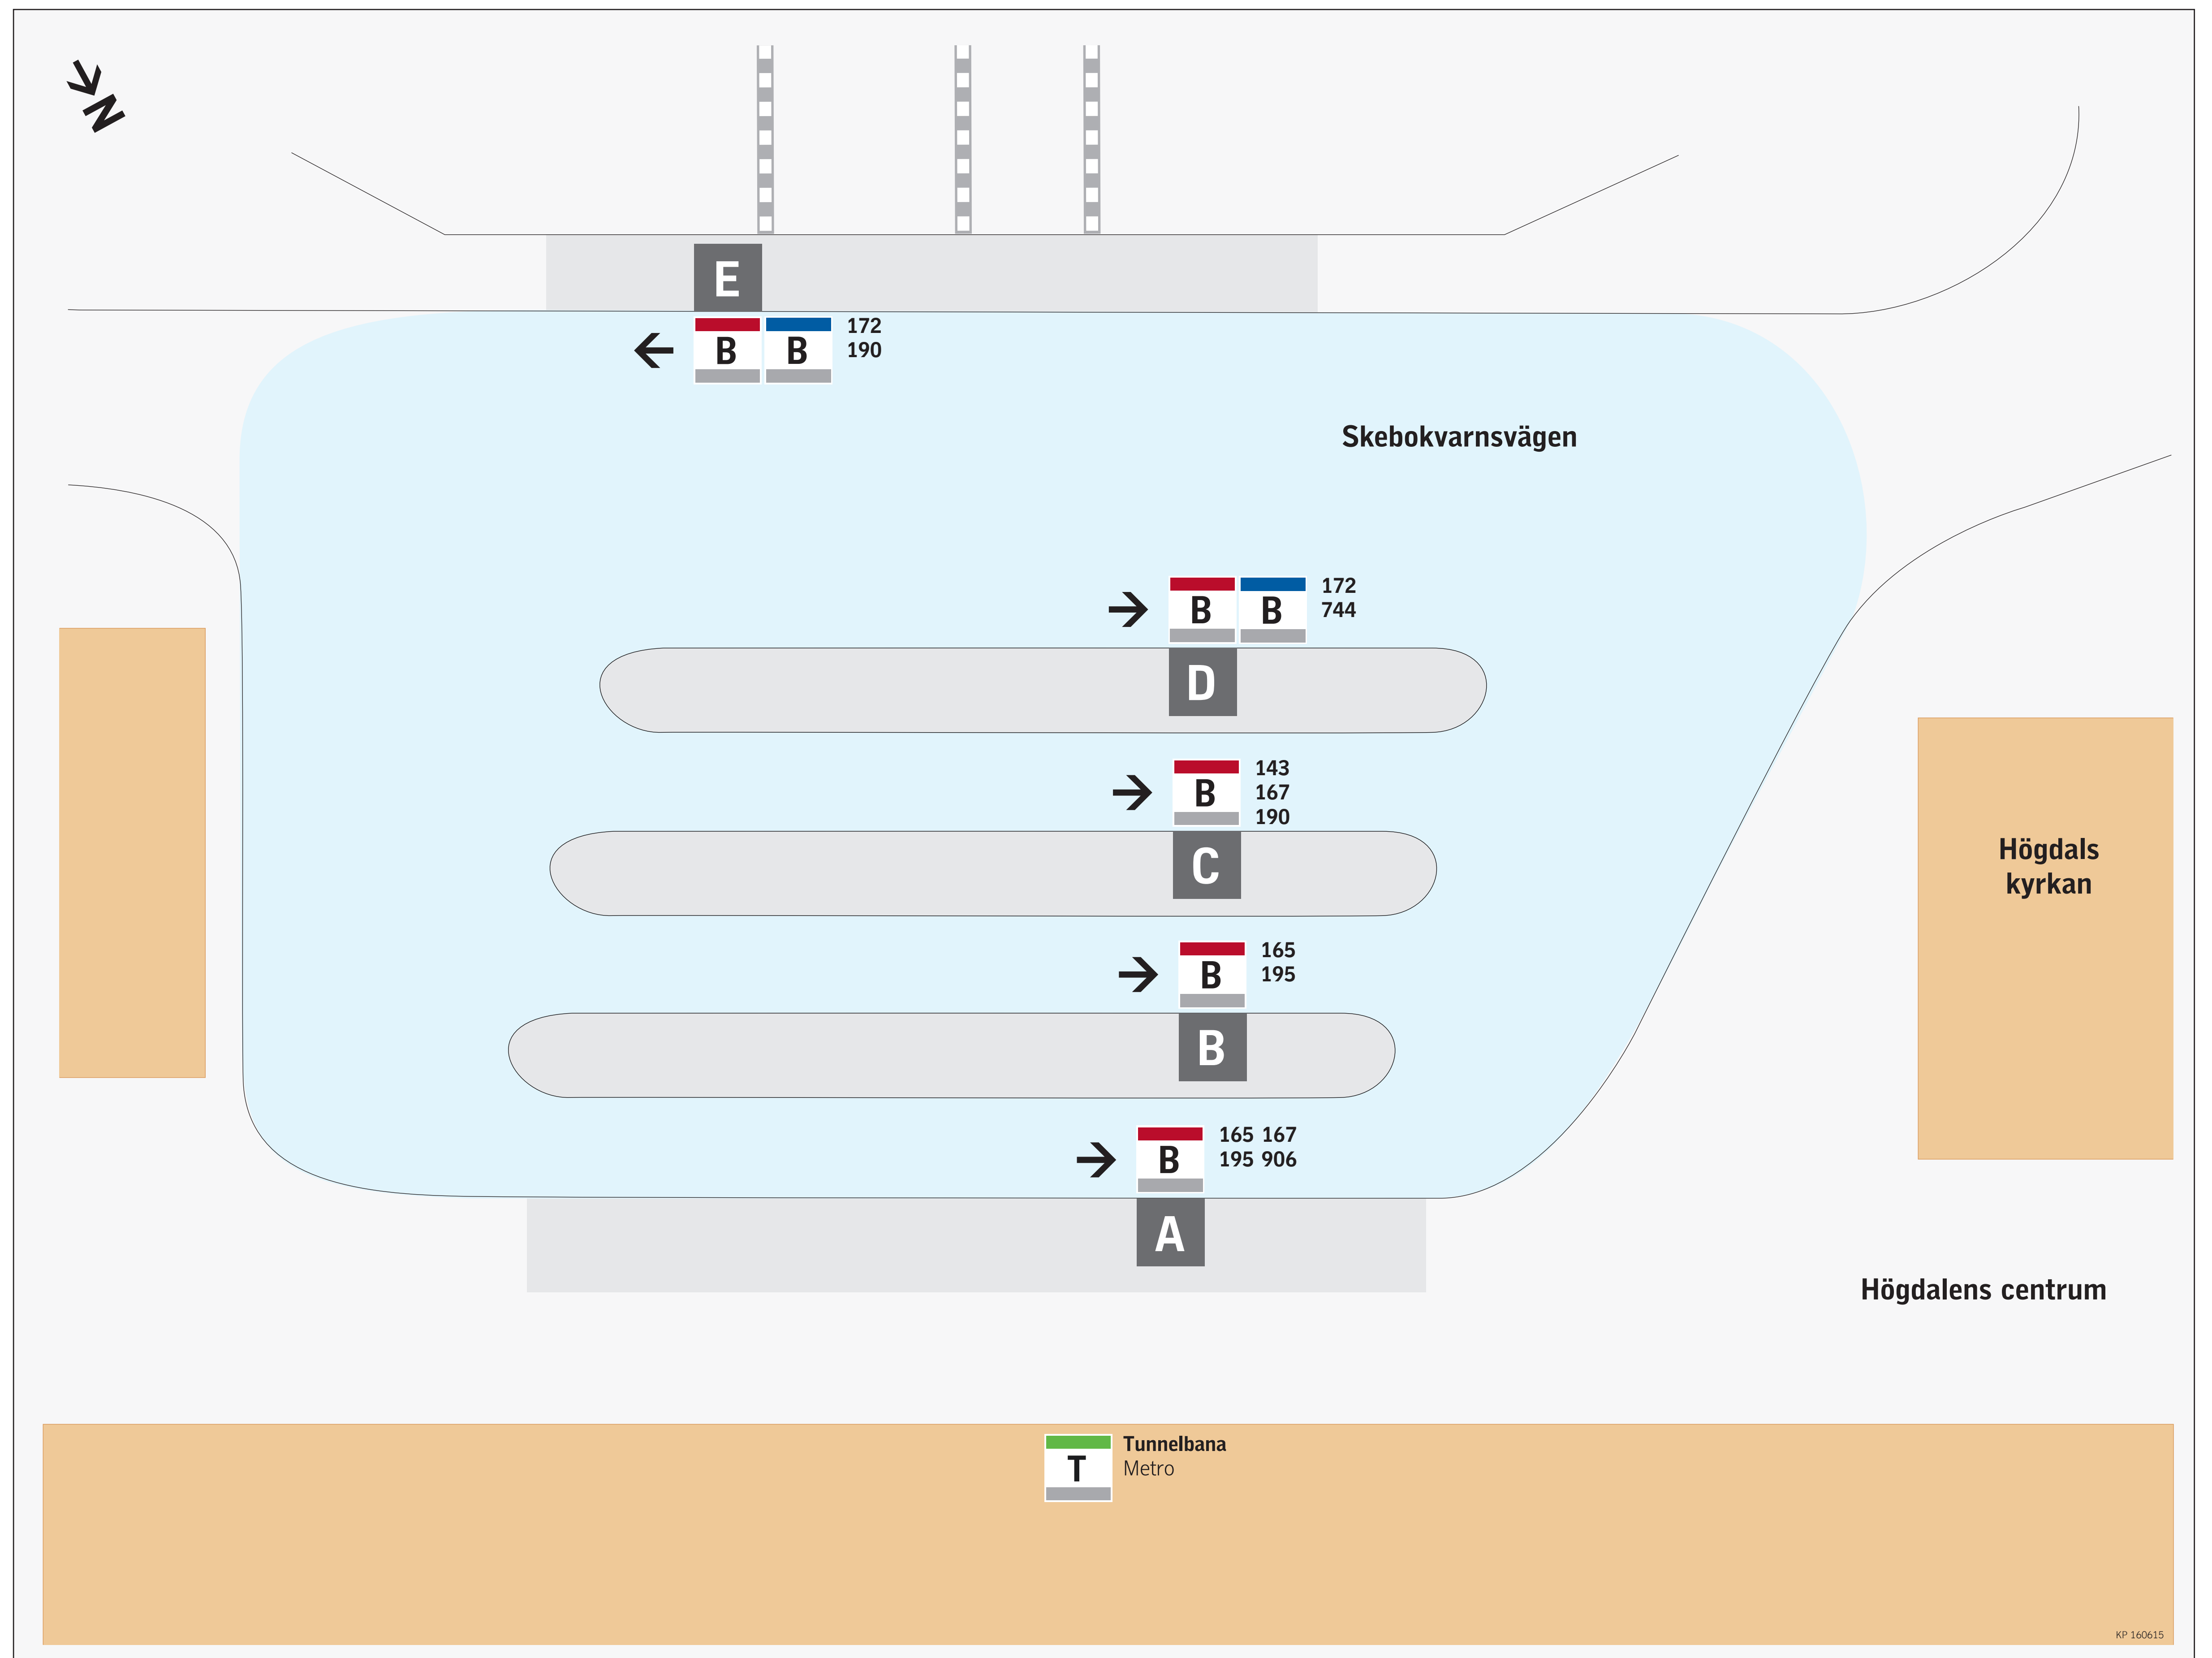 N
E
B B 172
190
Skebokvarnsvägen
B B 172
744
D
B 143
167
190
C
Högdals
kyrkan
B 165
195
B
B 165 167
195 906
A
Högdalens centrum
T Tunnelbana
Metro
KP 160615